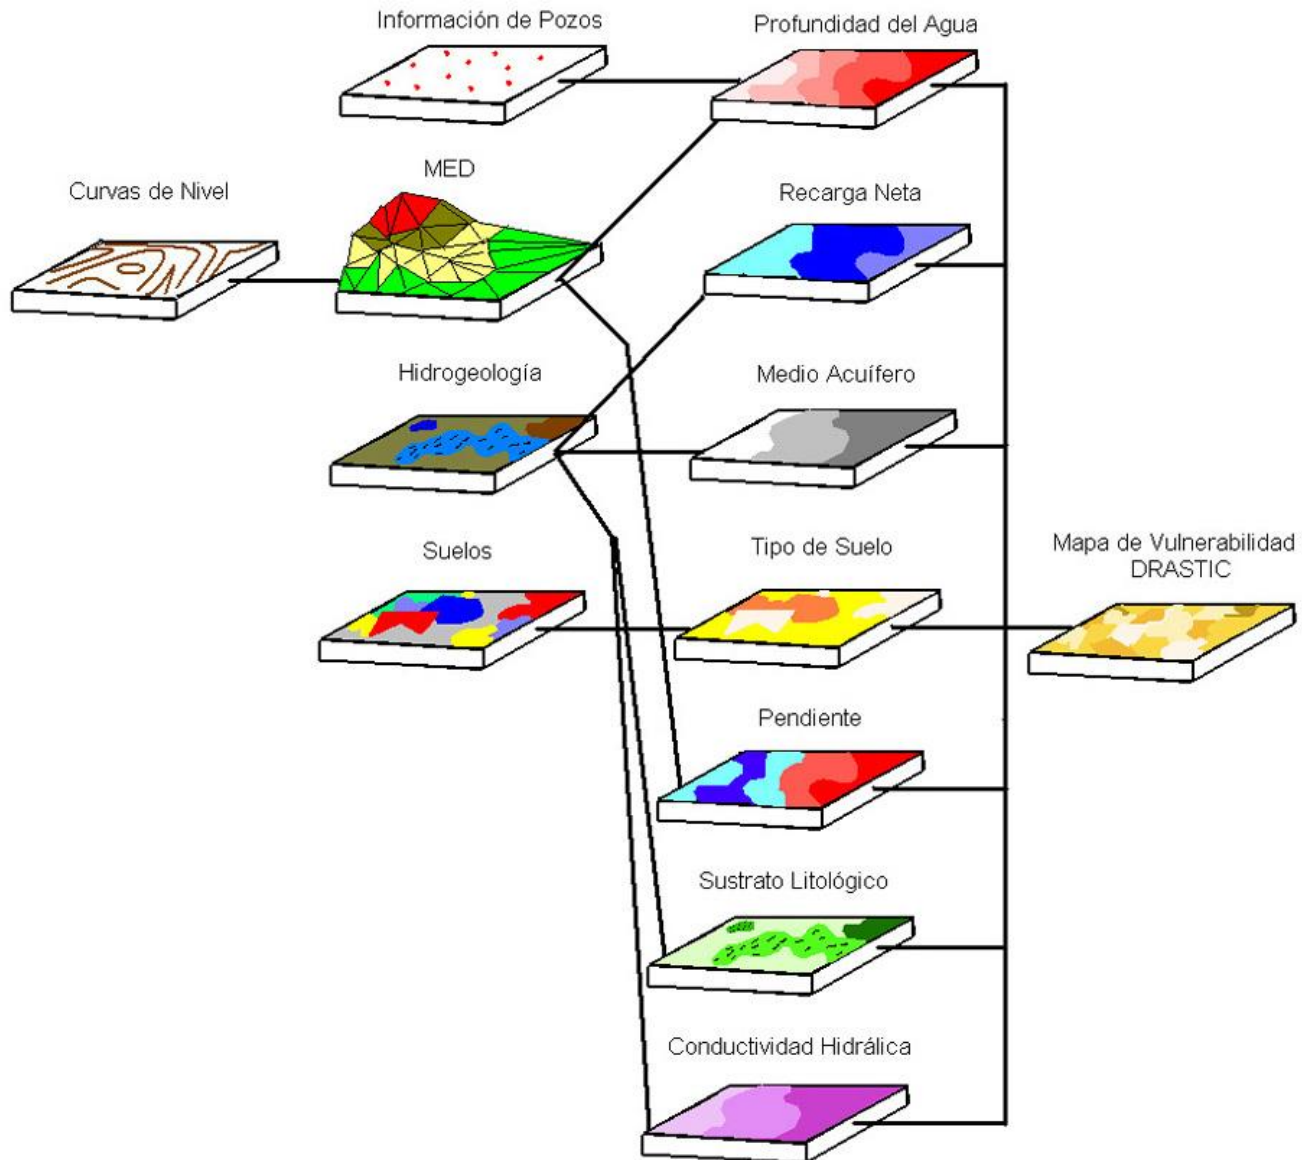 Información de Pozos
Profundidad del Agua
MED
Curvas de Nivel
Recarga Neta
Hidrogeología
Medio Acuífero
Suelos
Tipo de Suelo
Mapa de Vulnerabilidad
DRASTIC
Pendiente
Sustrato Litológico
Conductividad Hidrálica